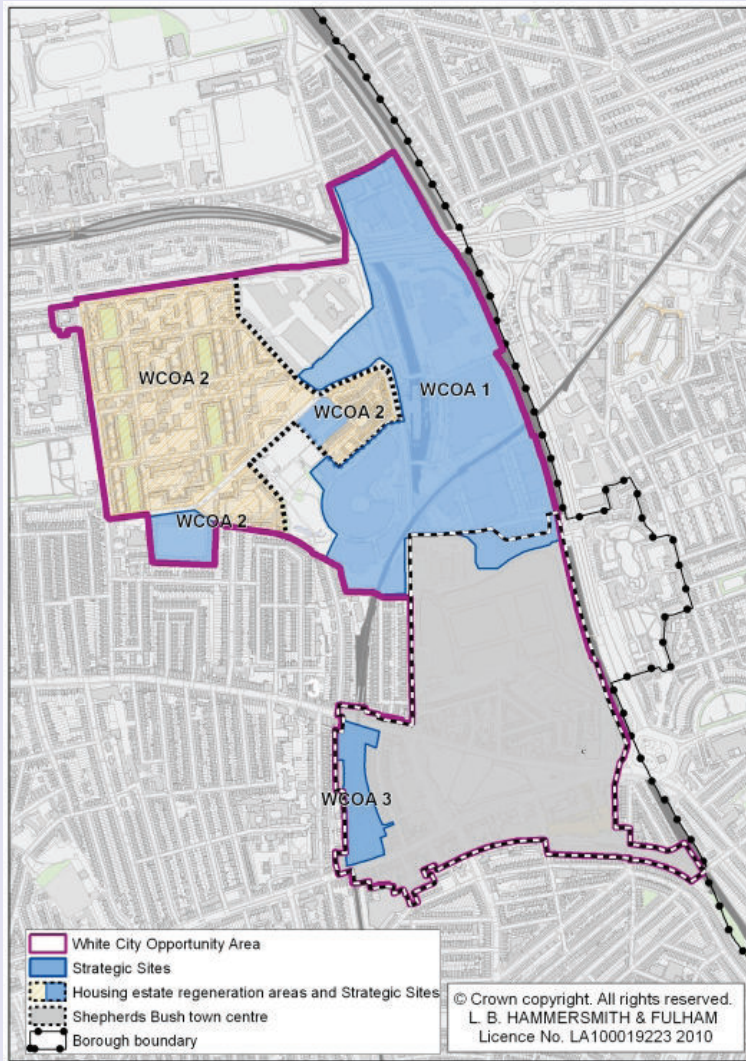 WCOA 2
WCOA 1
WCOA 2
WCOA 2
WCOA 3
c
White City Opportunity Area
Strategic Sites
Housing estate regeneration areas and Strategic Sites
Shepherds Bush town centre
Borough boundary
© Crown copyright. All rights reserved.
L. B. HAMMERSMITH & FULHAM
Licence No. LA100019223 2010